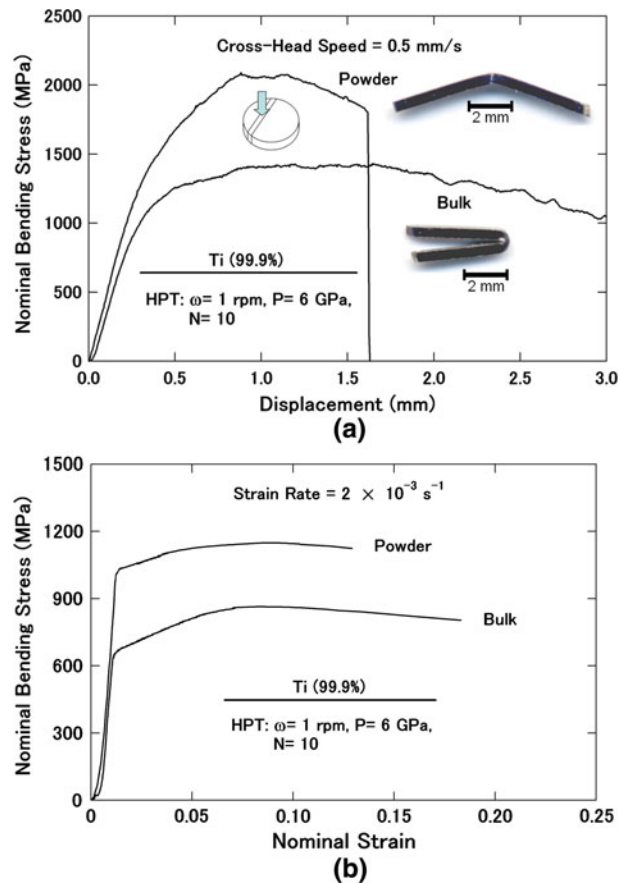 2500
2000
1500
1000
500
0
Nominal Bending Stress (MPa)
Cross-Head Speed = 0.5 mm/s
Powder
2 mm
Bulk
2 mm
Ti (99.9%)
HPT: ω= 1 rpm, P= 6 GPa,
N= 10
0.0 0.5 1.0 1.5 2.0 2.5 3.0
Displacement (mm)
(a)
1500
1200
900
600
300
0
Nominal Bending Stress (MPa)
Strain Rate = 2 × 10⁻³ s⁻¹
Powder
Bulk
Ti (99.9%)
HPT: ω= 1 rpm, P= 6 GPa,
N= 10
0 0.05 0.10 0.15 0.20 0.25
Nominal Strain
(b)